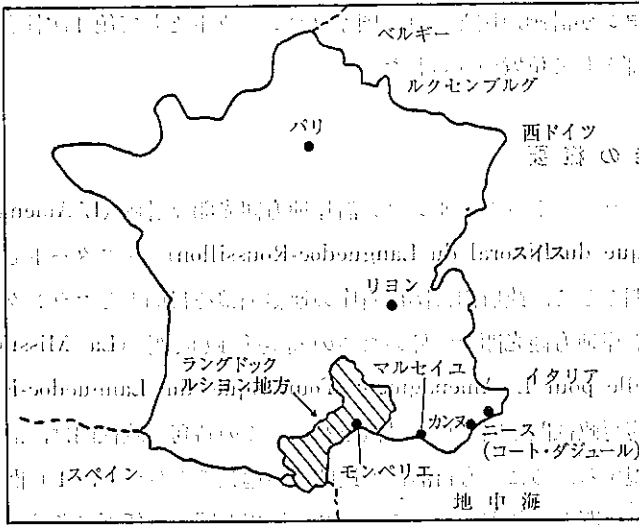 ベルギー
ルクセンブルグ
パリ
西ドイツ
スイス
リヨン
ラングドック
ルシヨン地方
マルセイユ
イタリア
カンヌ
ニース
(コート・ダジュール)
モンペリエ
スペイン
地中海